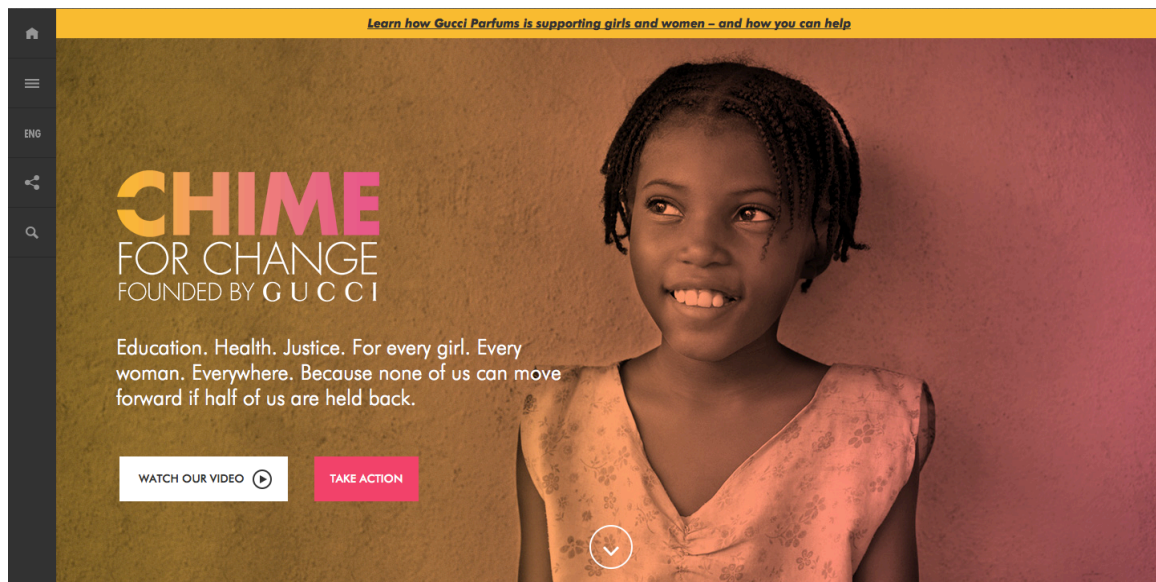 Learn how Gucci Parfums is supporting girls and women – and how you can help
ENG
CHIME
FOR CHANGE
FOUNDED BY GUCCI
Education. Health. Justice. For every girl. Every
woman. Everywhere. Because none of us can move
forward if half of us are held back.
WATCH OUR VIDEO
TAKE ACTION